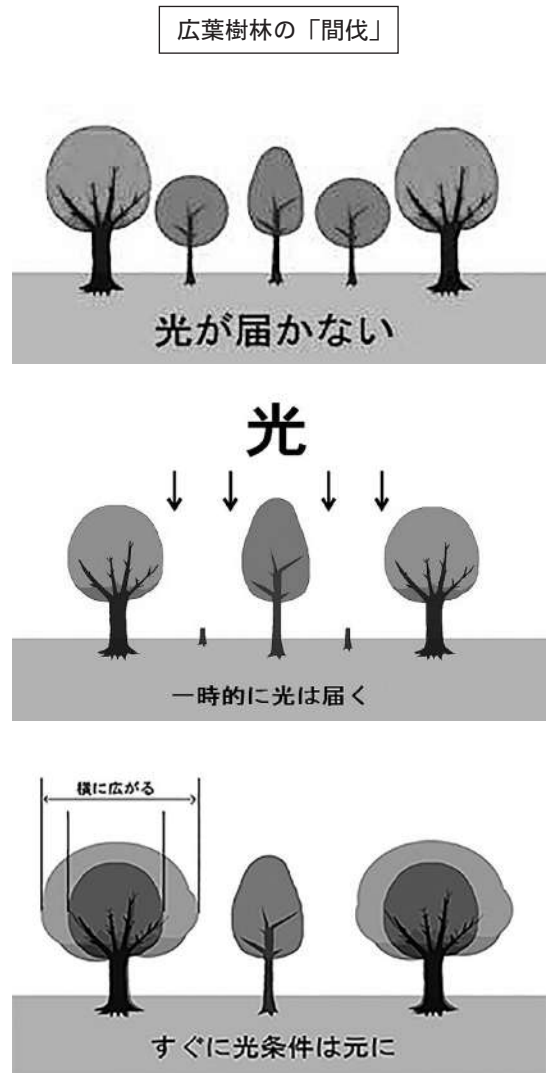 広葉樹林の「間伐」
光が届かない
光
一時的に光は届く
横に広がる
すぐに光条件は元に